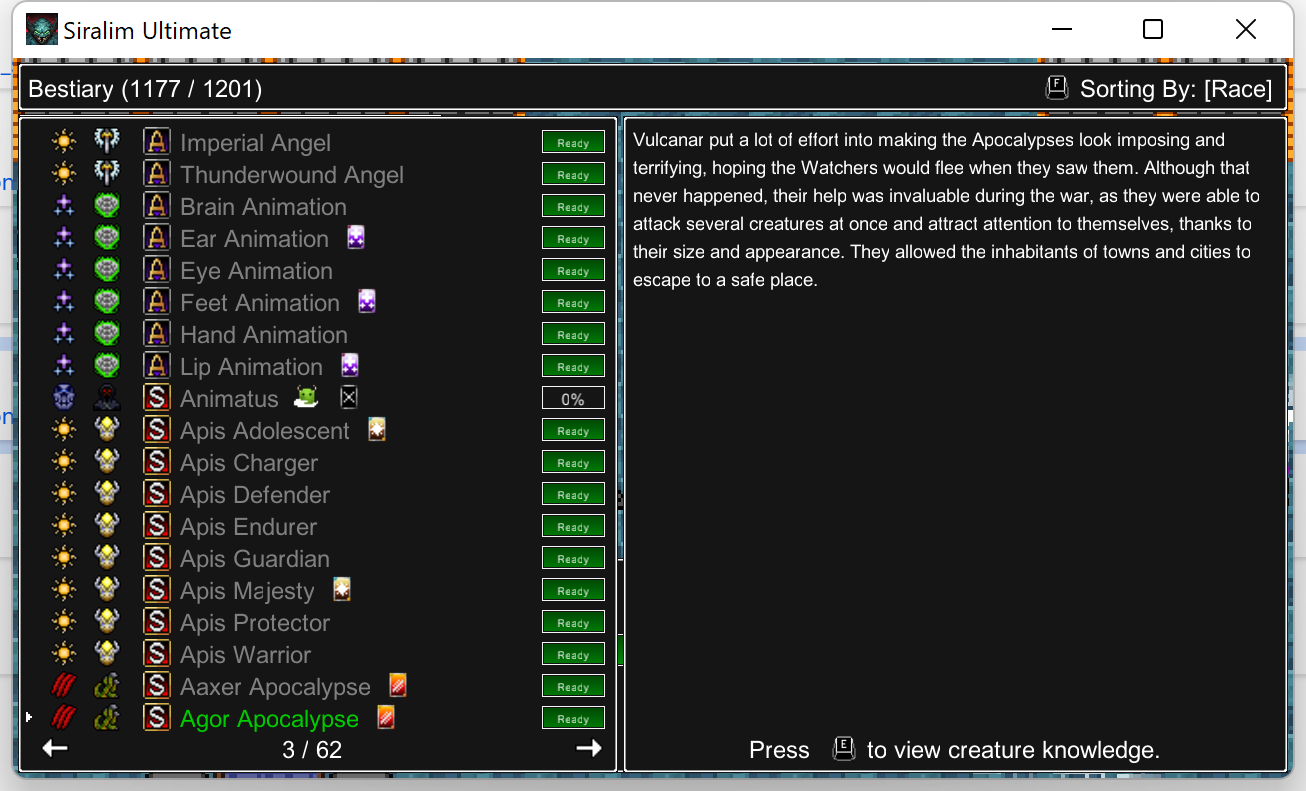 Siralim Ultimate
Bestiary (1177 / 1201)
F Sorting By: [Race]
A Imperial Angel Ready
A Thunderwound Angel Ready
A Brain Animation Ready
A Ear Animation Ready
A Eye Animation Ready
A Feet Animation Ready
A Hand Animation Ready
A Lip Animation Ready
S Animatus 0%
S Apis Adolescent Ready
S Apis Charger Ready
S Apis Defender Ready
S Apis Endurer Ready
S Apis Guardian Ready
S Apis Majesty Ready
S Apis Protector Ready
S Apis Warrior Ready
S Aaxer Apocalypse Ready
S Agor Apocalypse Ready
3 / 62
Vulcanar put a lot of effort into making the Apocalypses look imposing and
terrifying, hoping the Watchers would flee when they saw them. Although that
never happened, their help was invaluable during the war, as they were able to
attack several creatures at once and attract attention to themselves, thanks to
their size and appearance. They allowed the inhabitants of towns and cities to
escape to a safe place.
Press E to view creature knowledge.